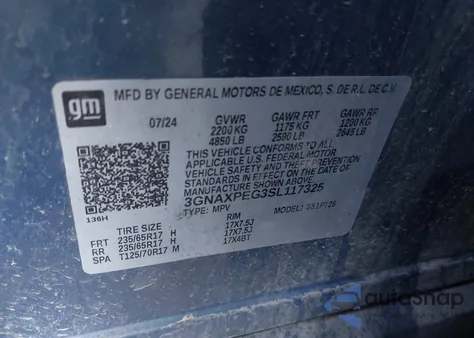 gm
MFD BY GENERAL MOTORS DE MEXICO, S. DE R.L. DE C.V.
07/24 GVWR GAWR FRT GAWR RR
2200 KG 1175 KG 1200 KG
4850 LB 2590 LB 2645 LB
THIS VEHICLE CONFORMS TO ALL
APPLICABLE U.S. FEDERAL MOTOR
VEHICLE SAFETY AND THEFT PREVENTION
STANDARDS IN EFFECT ON THE DATE OF
MANUFACTURE SHOWN ABOVE.
3GNAXPEG3SL117325
136H TYPE: MPV MODEL:
TIRE SIZE RIM
FRT 235/65R17 H 17X7.5J
RR 235/65R17 H 17X7.5J
SPA T125/70R17 M 17X4BT
autoSnap